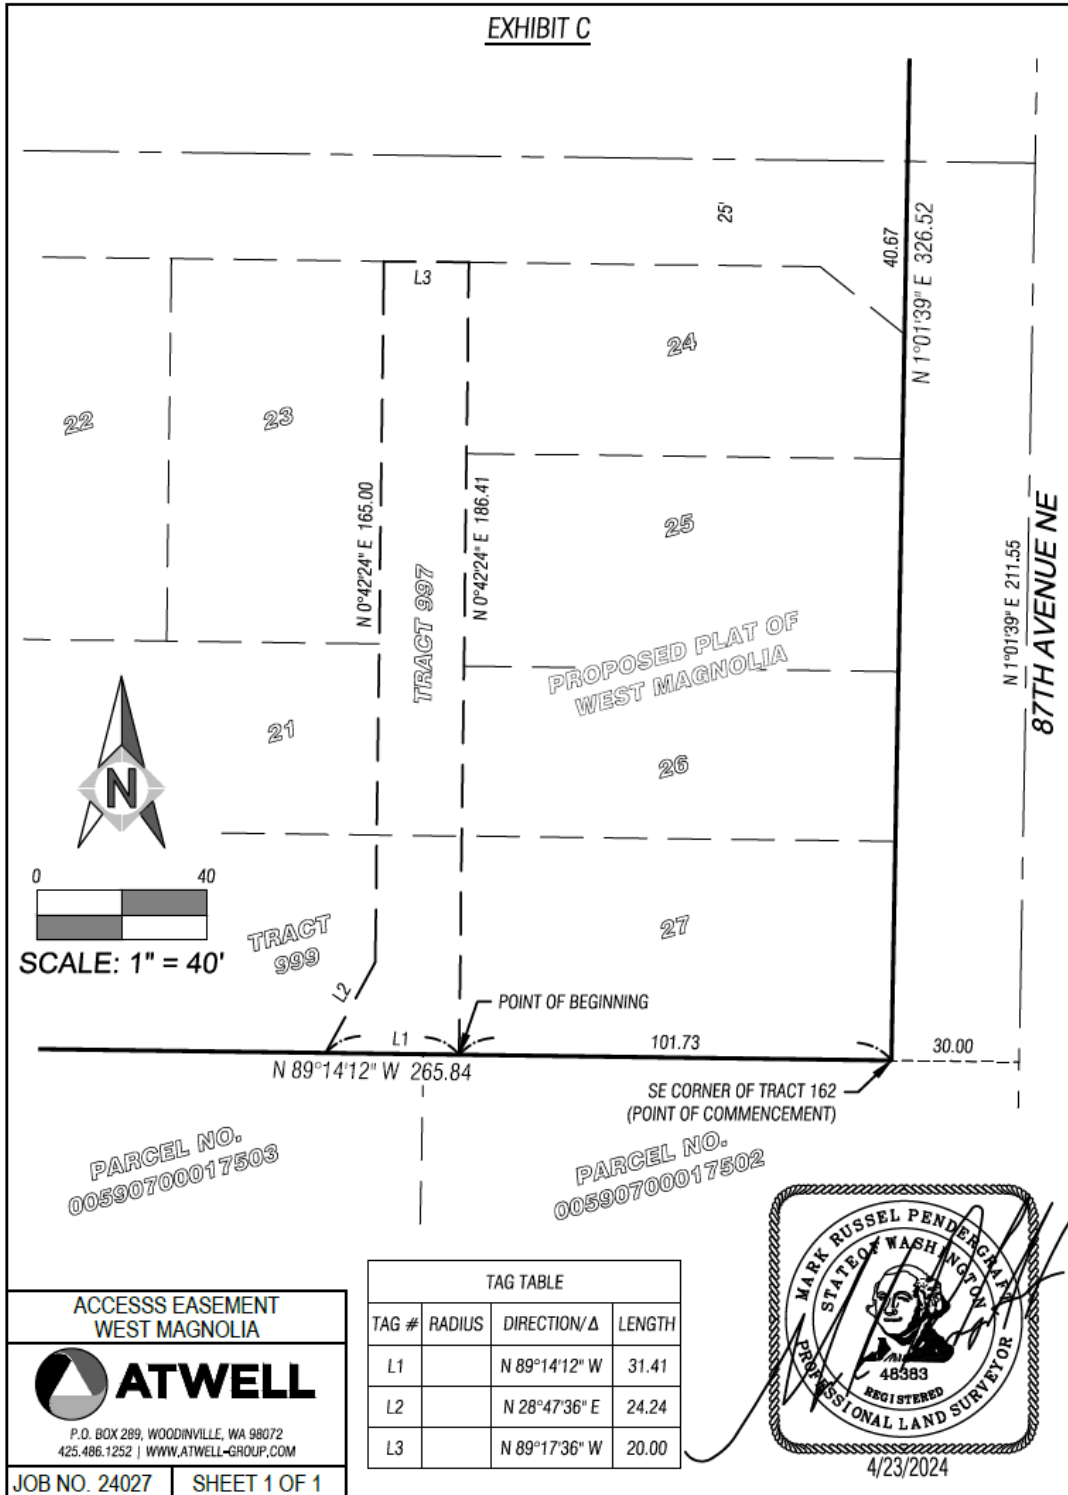 EXHIBIT C
25'
40.67
N 1°01'39" E 326.52
L3
24
22
23
N 0°42'24" E 165.00
N 0°42'24" E 186.41
25
TRACT 997
N 1°01'39" E 211.55
87TH AVENUE NE
PROPOSED PLAT OF
WEST MAGNOLIA
21
26
N
0 40
SCALE: 1" = 40'
TRACT
999
27
L2
POINT OF BEGINNING
L1
101.73
30.00
N 89°14'12" W 265.84
SE CORNER OF TRACT 162
(POINT OF COMMENCEMENT)
PARCEL NO.
00590700017503
PARCEL NO.
00590700017502
TAG TABLE
TAG # RADIUS DIRECTION/Δ LENGTH
L1 N 89°14'12" W 31.41
L2 N 28°47'36" E 24.24
L3 N 89°17'36" W 20.00
ACCESSS EASEMENT
WEST MAGNOLIA
ATWELL
P.O. BOX 289, WOODINVILLE, WA 98072
425.486.1252 | WWW.ATWELL-GROUP.COM
JOB NO. 24027 SHEET 1 OF 1
MARK RUSSEL PENDERGRAFT
STATE OF WASHINGTON
48383
REGISTERED
PROFESSIONAL LAND SURVEYOR
4/23/2024